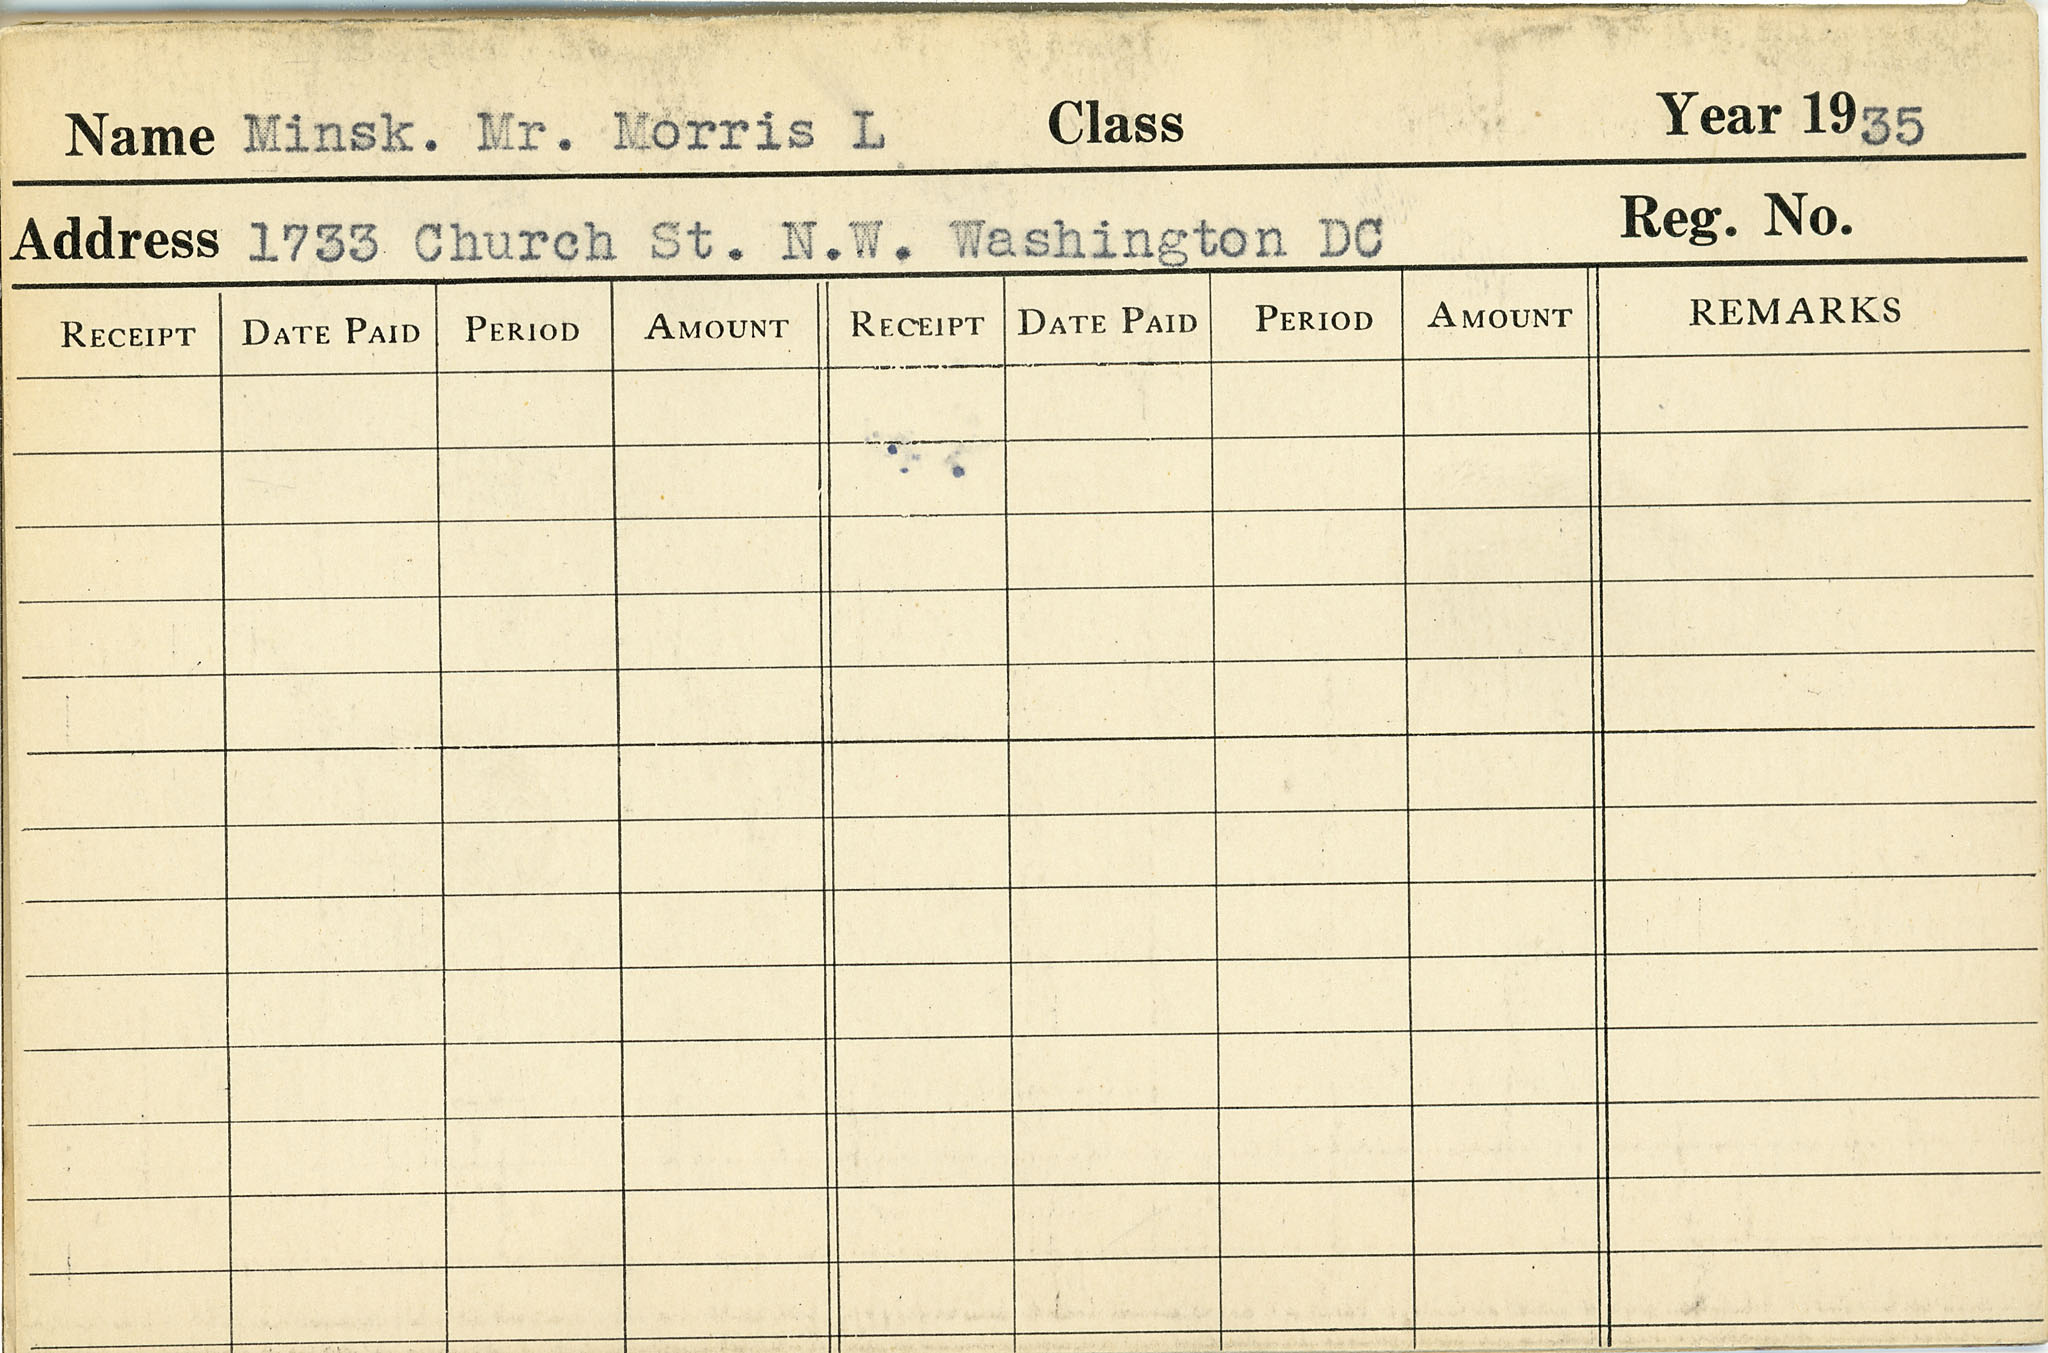 Name Minsk. Mr. Morris L Class Year 1935
Address 1733 Church St. N.W. Washington DC Reg. No.
RECEIPT DATE PAID PERIOD AMOUNT RECEIPT DATE PAID PERIOD AMOUNT REMARKS